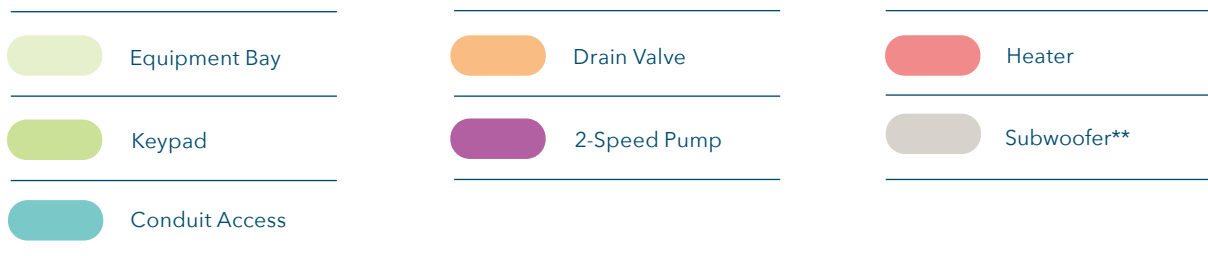 Equipment Bay
Drain Valve
Heater
Keypad
2-Speed Pump
Subwoofer**
Conduit Access